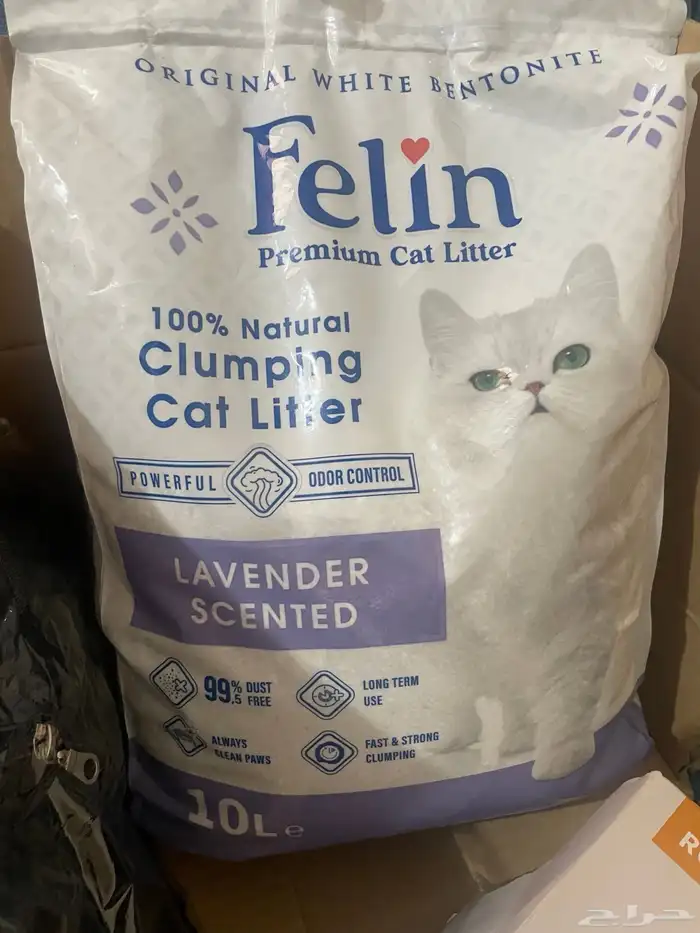 ORIGINAL WHITE BENTONITE
Felin
Premium Cat Litter
100% Natural
Clumping
Cat Litter
POWERFUL ODOR CONTROL
LAVENDER
SCENTED
99.5% DUST
FREE
LONG TERM
USE
ALWAYS
CLEAN PAWS
FAST & STRONG
CLUMPING
10L e
R
حراج